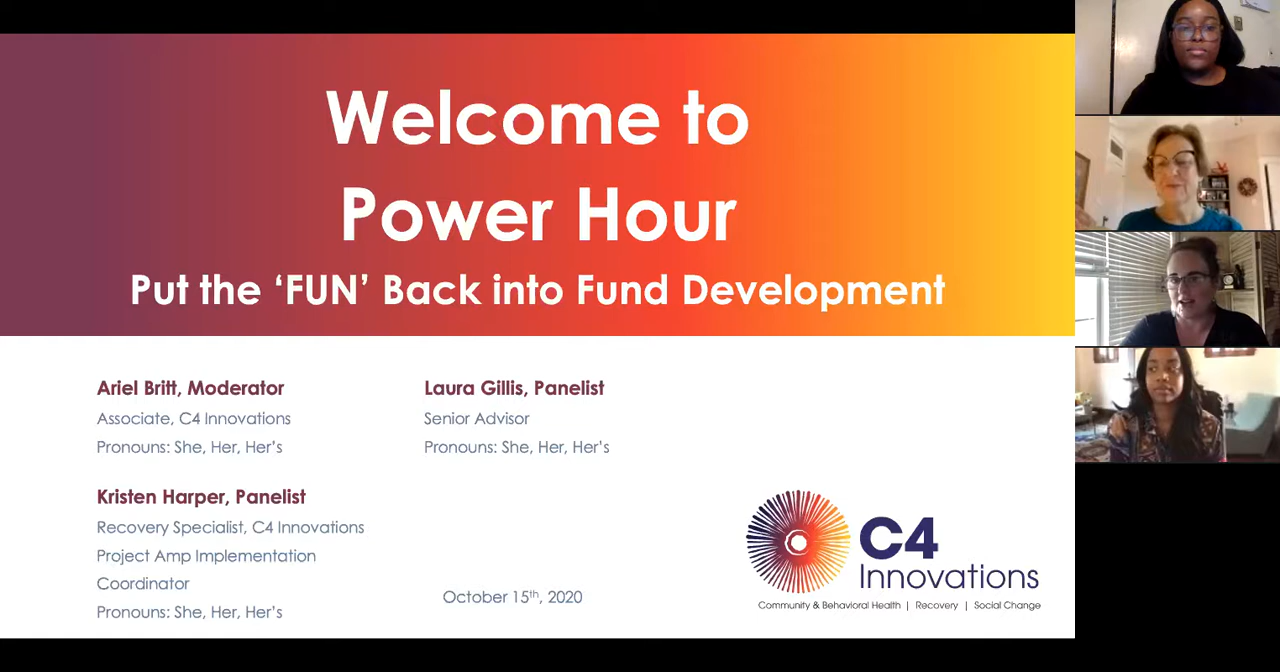 Welcome to
Power Hour
Put the ‘FUN’ Back into Fund Development
Ariel Britt, Moderator
Associate, C4 Innovations
Pronouns: She, Her, Her’s
Laura Gillis, Panelist
Senior Advisor
Pronouns: She, Her, Her’s
Kristen Harper, Panelist
Recovery Specialist, C4 Innovations
Project Amp Implementation
Coordinator
Pronouns: She, Her, Her’s
October 15th, 2020
C4
Innovations
Community & Behavioral Health | Recovery | Social Change